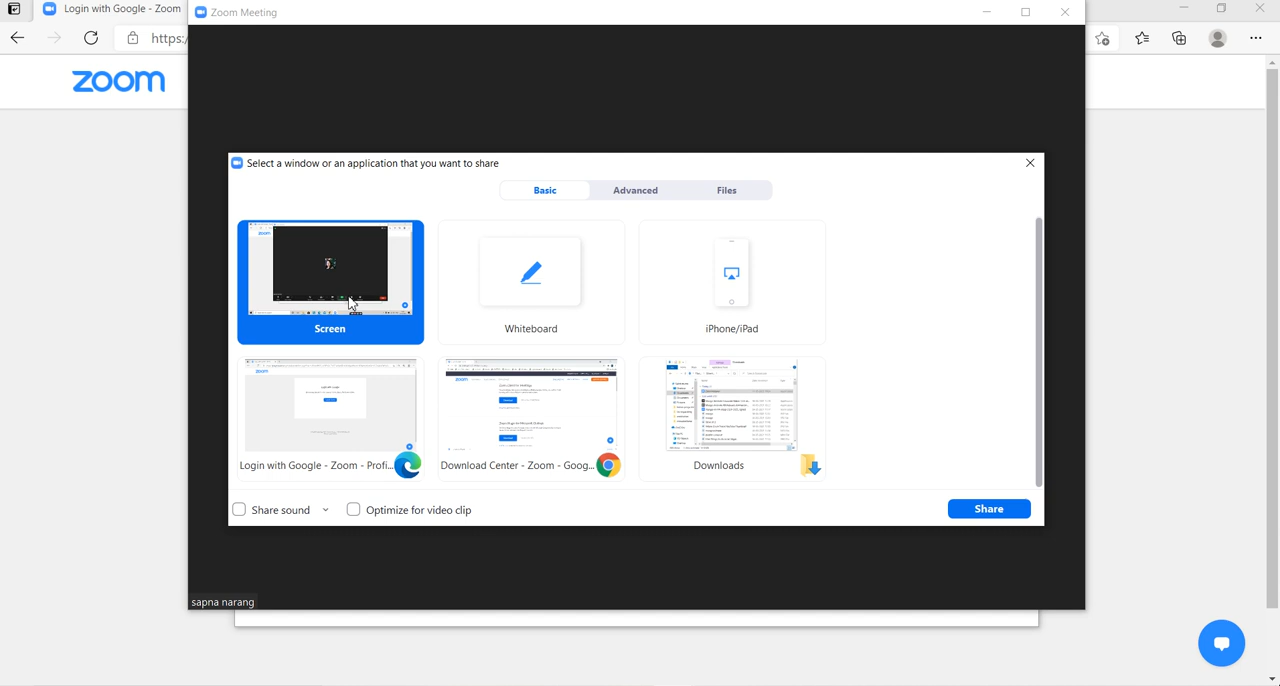 Login with Google - Zoom
Zoom Meeting
https:/
zoom
Select a window or an application that you want to share
Basic
Advanced
Files
Screen
Whiteboard
iPhone/iPad
Login with Google - Zoom - Profi...
Download Center - Zoom - Goog...
Downloads
Share sound
Optimize for video clip
Share
sapna narang